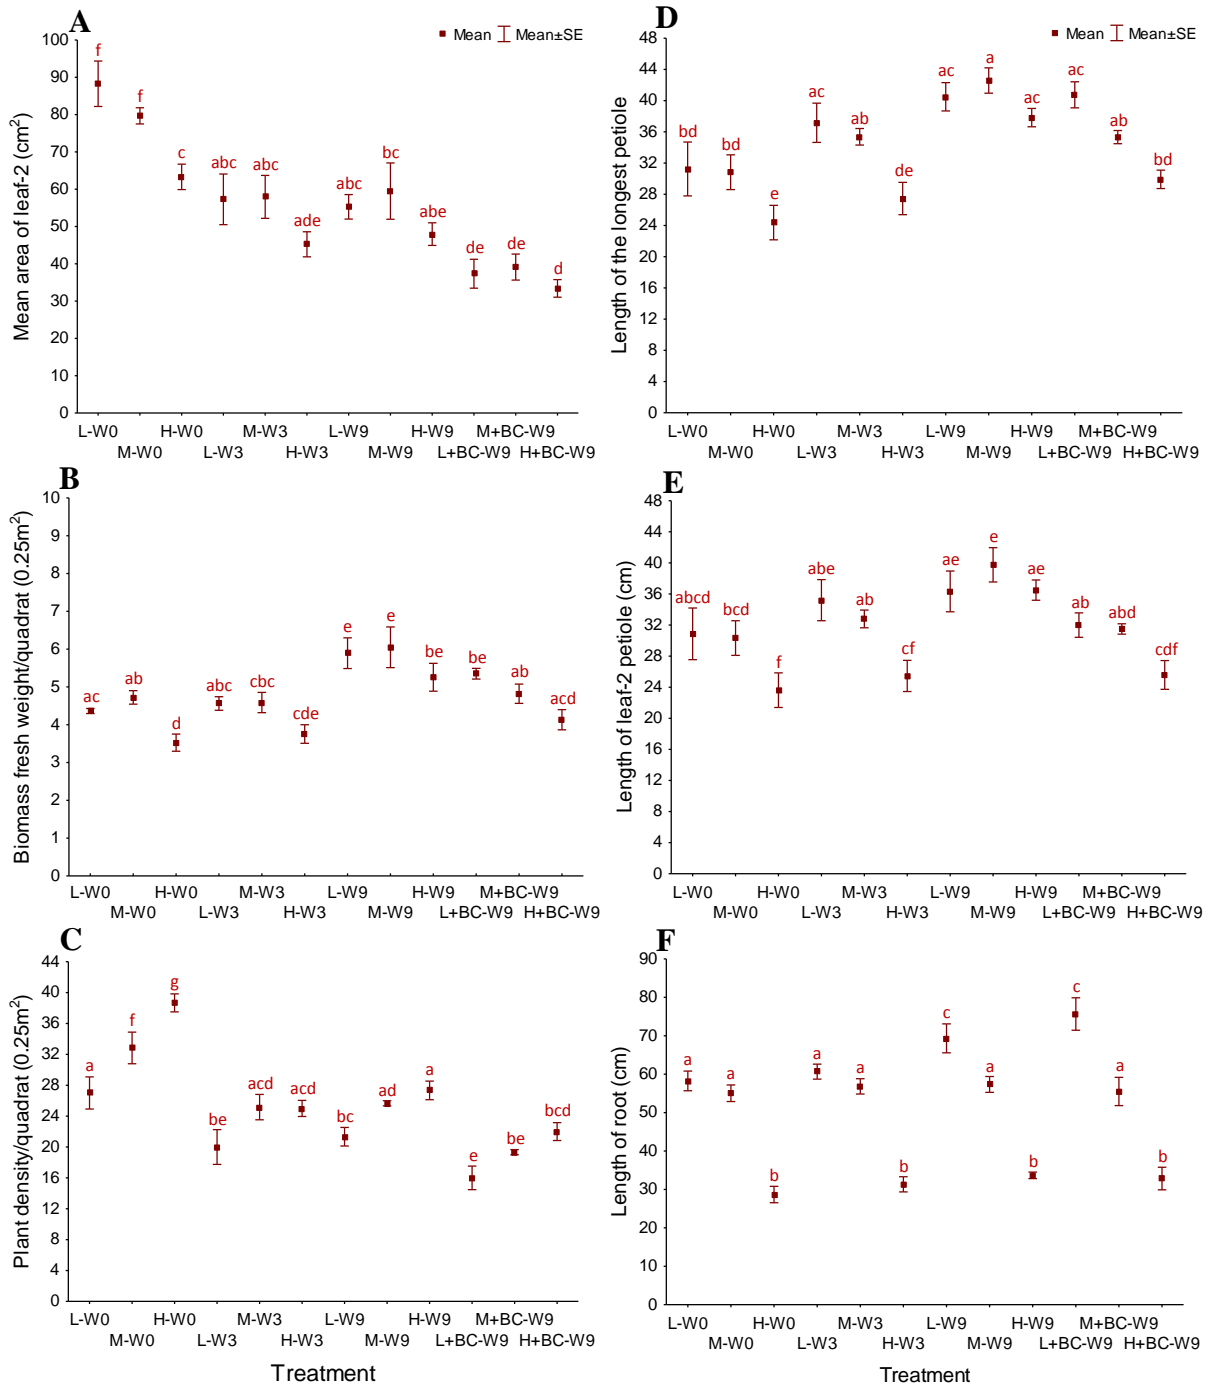 A
Mean Mean±SE
Mean area of leaf-2 (cm²)
100
90
80
70
60
50
40
30
20
10
0
f f c abc abc ade abc bc abe de de d
L-W0 H-W0 M-W3 L-W9 H-W9 M+BC-W9
M-W0 L-W3 H-W3 M-W9 L+BC-W9 H+BC-W9
B
Biomass fresh weight/quadrat (0.25m²)
10
9
8
7
6
5
4
3
2
1
0
ac ab d abc cbc cde e e be be ab acd
L-W0 H-W0 M-W3 L-W9 H-W9 M+BC-W9
M-W0 L-W3 H-W3 M-W9 L+BC-W9 H+BC-W9
C
Plant density/quadrat (0.25m²)
44
40
36
32
28
24
20
16
12
8
4
0
a f g be acd acd bc ad a e be bcd
L-W0 H-W0 M-W3 L-W9 H-W9 M+BC-W9
M-W0 L-W3 H-W3 M-W9 L+BC-W9 H+BC-W9
Treatment
D
Mean Mean±SE
Length of the longest petiole
48
44
40
36
32
28
24
20
16
12
8
4
0
bd bd e ac ab de ac a ac ac ab bd
L-W0 H-W0 M-W3 L-W9 H-W9 M+BC-W9
M-W0 L-W3 H-W3 M-W9 L+BC-W9 H+BC-W9
E
Length of leaf-2 petiole (cm)
48
44
40
36
32
28
24
20
16
12
8
4
0
abcd bcd f abe ab cf ae e ae ab abd cdf
L-W0 H-W0 M-W3 L-W9 H-W9 M+BC-W9
M-W0 L-W3 H-W3 M-W9 L+BC-W9 H+BC-W9
F
Length of root (cm)
90
80
70
60
50
40
30
20
10
0
a a b a a b c a b c a b
L-W0 H-W0 M-W3 L-W9 H-W9 M+BC-W9
M-W0 L-W3 H-W3 M-W9 L+BC-W9 H+BC-W9
Treatment